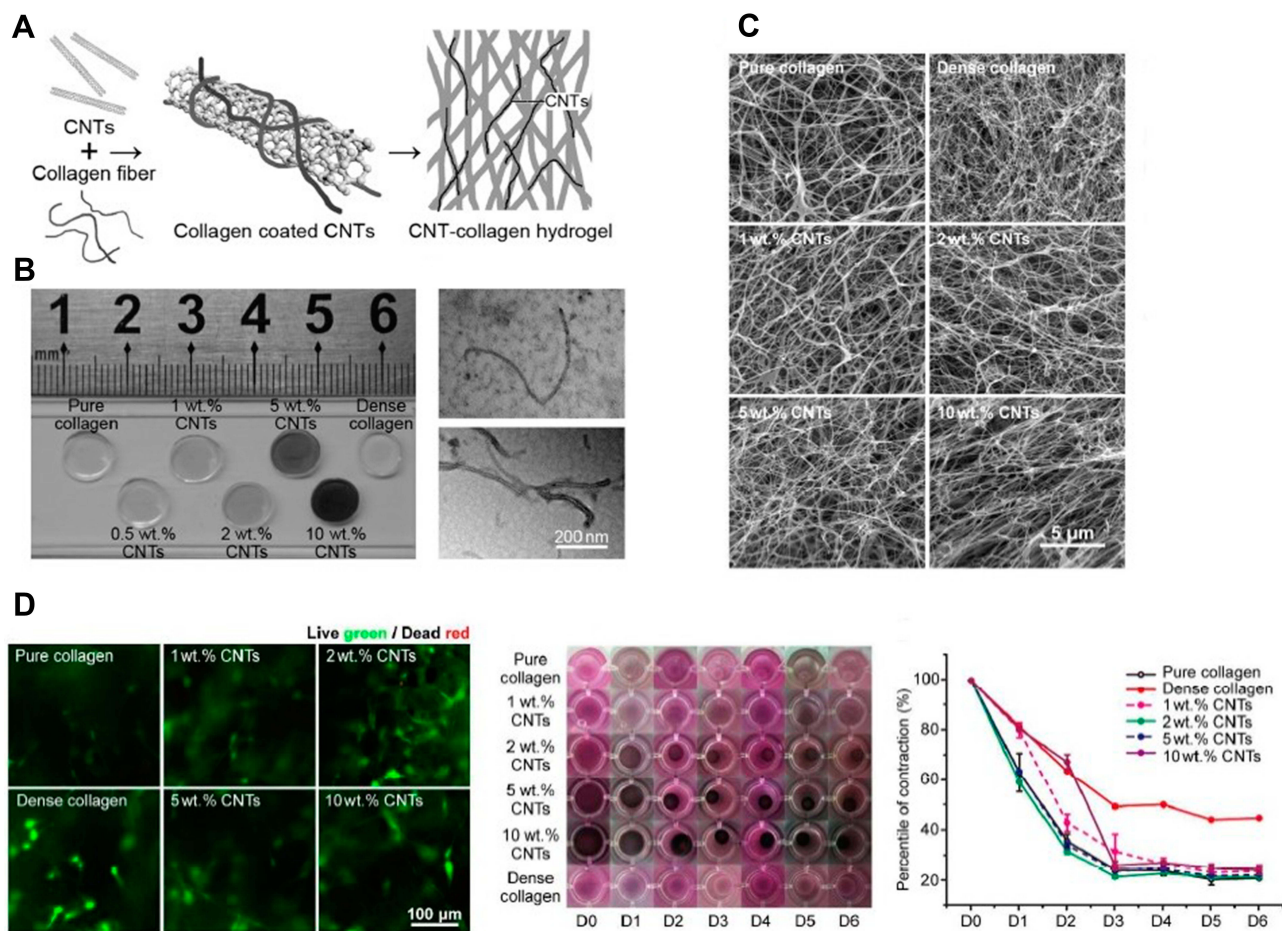 A
CNTs
+
Collagen fiber
Collagen coated CNTs
CNTs
CNT-collagen hydrogel
B
1 2 3 4 5 6
mm
Pure
collagen
1 wt.%
CNTs
5 wt.%
CNTs
Dense
collagen
0.5 wt.%
CNTs
2 wt.%
CNTs
10 wt.%
CNTs
200 nm
C
Pure collagen
Dense collagen
1 wt.% CNTs
2 wt.% CNTs
5 wt.% CNTs
10 wt.% CNTs
5 µm
D
Live green / Dead red
Pure collagen
1 wt.% CNTs
2 wt.% CNTs
Dense collagen
5 wt.% CNTs
10 wt.% CNTs
100 µm
Pure
collagen
1 wt.%
CNTs
2 wt.%
CNTs
5 wt.%
CNTs
10 wt.%
CNTs
Dense
collagen
D0 D1 D2 D3 D4 D5 D6
Percentile of contraction (%)
100
80
60
40
20
D0 D1 D2 D3 D4 D5 D6
Pure collagen
Dense collagen
1 wt.% CNTs
2 wt.% CNTs
5 wt.% CNTs
10 wt.% CNTs